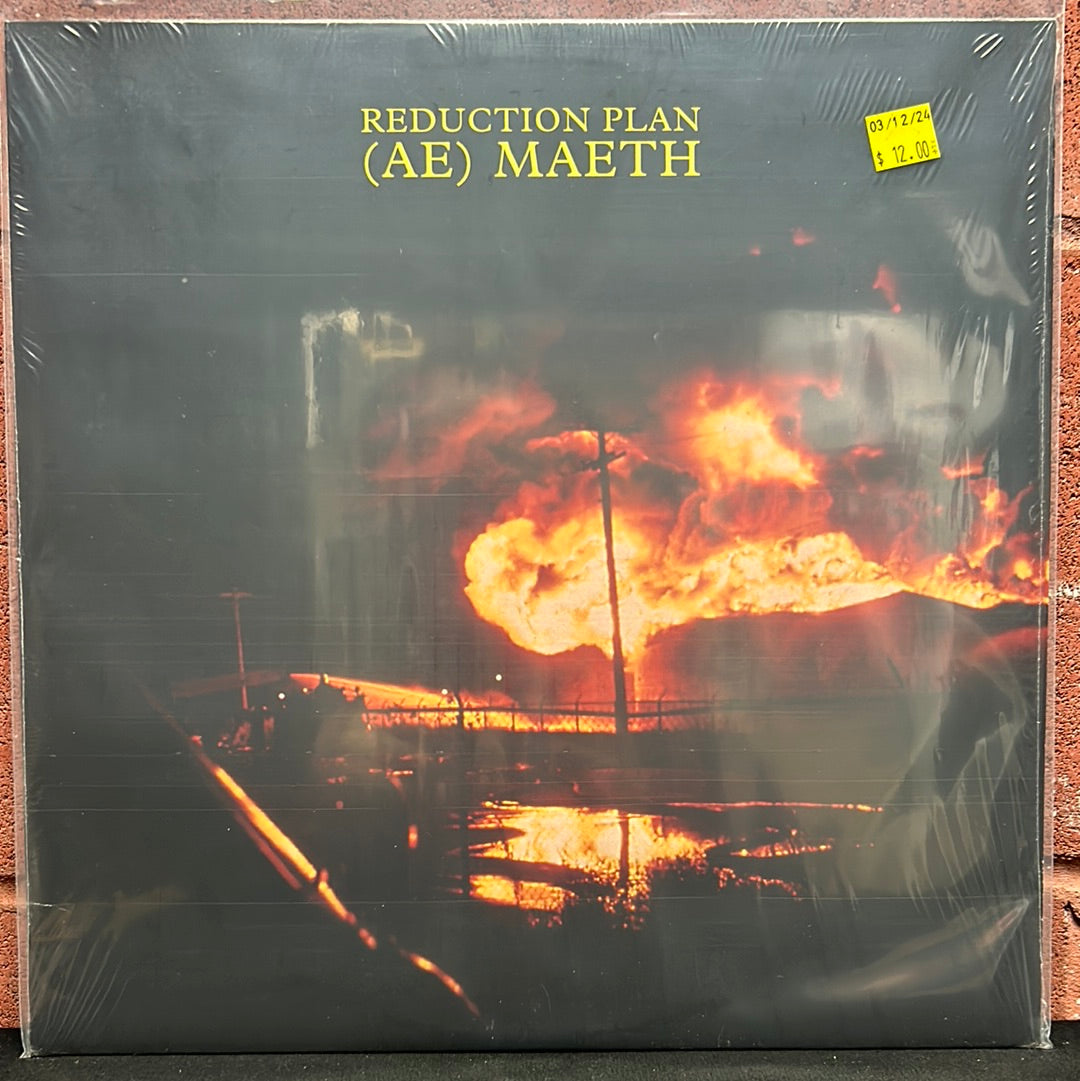 REDUCTION PLAN
(AE) MAETH
03/12/24
$ 12.00